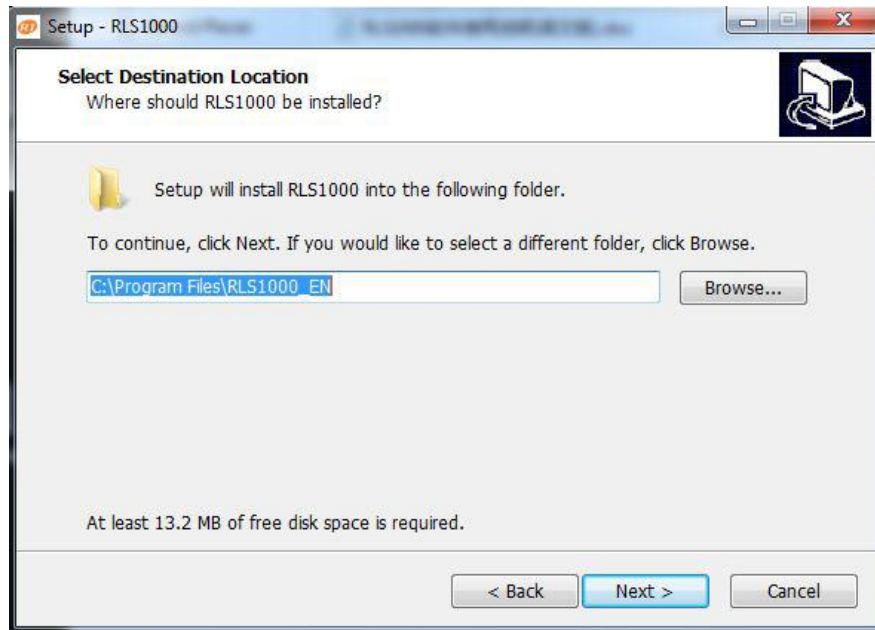 Setup - RLS1000
Select Destination Location
Where should RLS1000 be installed?
Setup will install RLS1000 into the following folder.
To continue, click Next. If you would like to select a different folder, click Browse.
C:\Program Files\RLS1000_EN
Browse...
At least 13.2 MB of free disk space is required.
< Back
Next >
Cancel